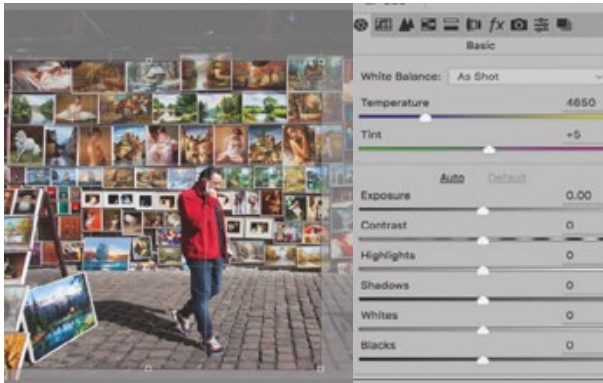 fx
Basic
White Balance: As Shot
Temperature 4650
Tint +5
Auto Default
Exposure 0.00
Contrast 0
Highlights 0
Shadows 0
Whites 0
Blacks 0